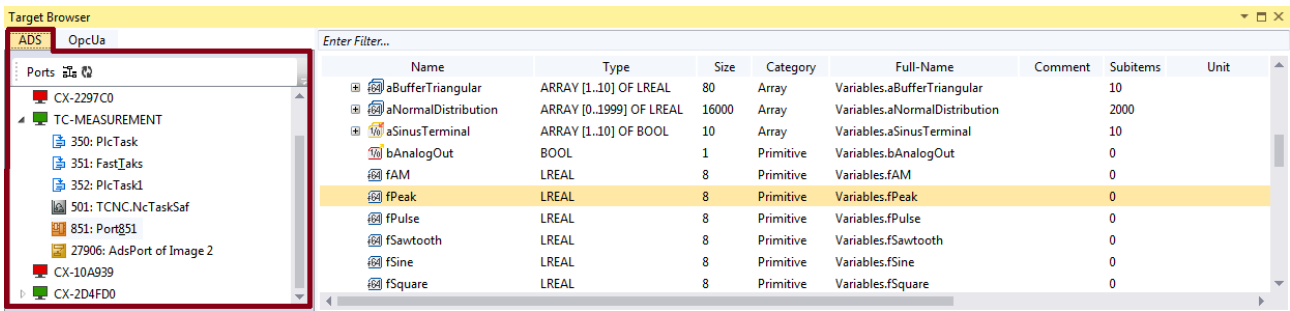 Target Browser
ADS OpcUa
Enter Filter...
Ports
CX-2297C0
TC-MEASUREMENT
350: PlcTask
351: FastTaks
352: PlcTask1
501: TCNC.NcTaskSaf
851: Port851
27906: AdsPort of Image 2
CX-10A939
CX-2D4FD0
Name Type Size Category Full-Name Comment Subitems Unit
aBufferTriangular ARRAY [1..10] OF LREAL 80 Array Variables.aBufferTriangular 10
aNormalDistribution ARRAY [0..1999] OF LREAL 16000 Array Variables.aNormalDistribution 2000
aSinusTerminal ARRAY [1..10] OF BOOL 10 Array Variables.aSinusTerminal 10
bAnalogOut BOOL 1 Primitive Variables.bAnalogOut 0
fAM LREAL 8 Primitive Variables.fAM 0
fPeak LREAL 8 Primitive Variables.fPeak 0
fPulse LREAL 8 Primitive Variables.fPulse 0
fSawtooth LREAL 8 Primitive Variables.fSawtooth 0
fSine LREAL 8 Primitive Variables.fSine 0
fSquare LREAL 8 Primitive Variables.fSquare 0